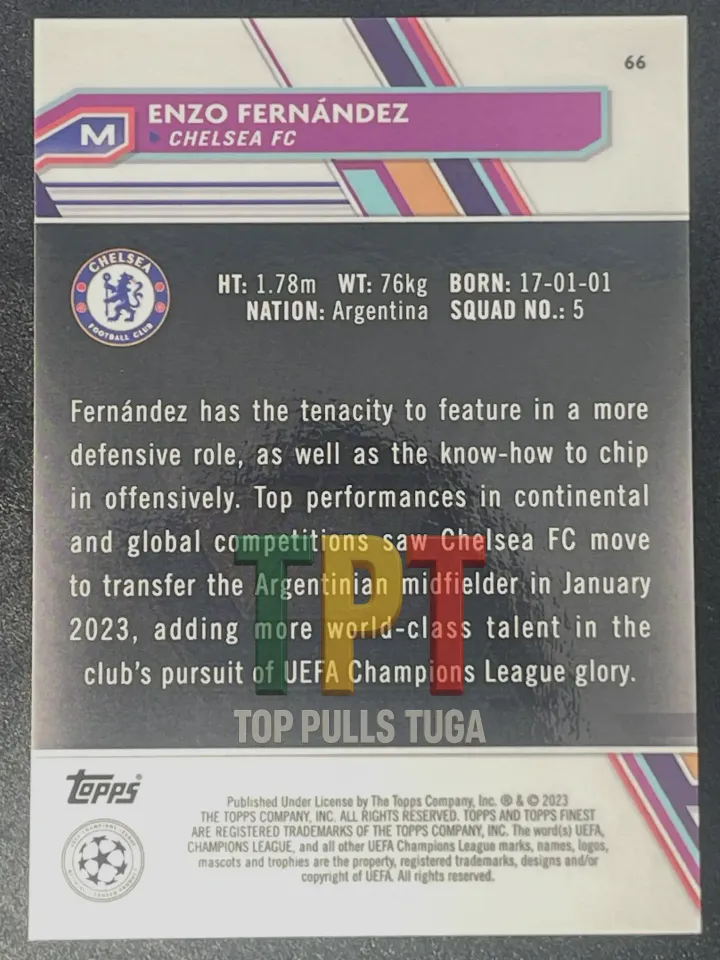 66
M
ENZO FERNÁNDEZ
CHELSEA FC
CHELSEA
FOOTBALL CLUB
HT: 1.78m WT: 76kg BORN: 17-01-01
NATION: Argentina SQUAD NO.: 5
Fernández has the tenacity to feature in a more
defensive role, as well as the know-how to chip
in offensively. Top performances in continental
and global competitions saw Chelsea FC move
to transfer the Argentinian midfielder in January
2023, adding more world-class talent in the
club's pursuit of UEFA Champions League glory.
TPT
TOP PULLS TUGA
Topps®
Published Under License by The Topps Company, Inc. ® & © 2023
THE TOPPS COMPANY, INC. ALL RIGHTS RESERVED. TOPPS AND TOPPS FINEST
ARE REGISTERED TRADEMARKS OF THE TOPPS COMPANY, INC. The word(s) UEFA,
CHAMPIONS LEAGUE, and all other UEFA Champions League marks, names, logos,
mascots and trophies are the property, registered trademarks, designs and/or
copyright of UEFA. All rights reserved.